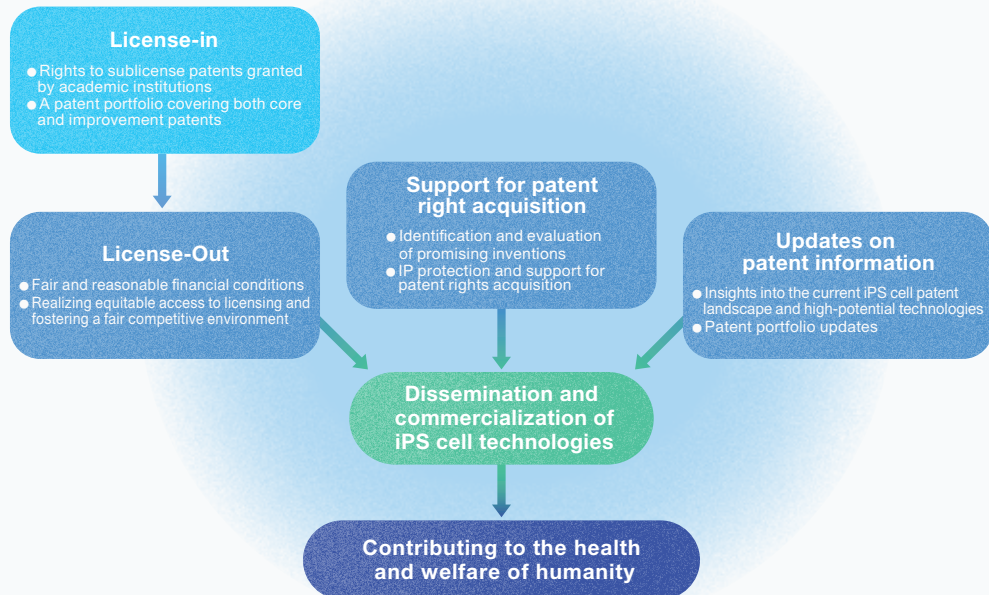 License-in
●Rights to sublicense patents granted
by academic institutions
●A patent portfolio covering both core
and improvement patents
License-Out
●Fair and reasonable financial conditions
●Realizing equitable access to licensing and
fostering a fair competitive environment
Support for patent
right acquisition
●Identification and evaluation
of promising inventions
●IP protection and support for
patent rights acquisition
Updates on
patent information
●Insights into the current iPS cell patent
landscape and high-potential technologies
●Patent portfolio updates
Dissemination and
commercialization of
iPS cell technologies
Contributing to the health
and welfare of humanity